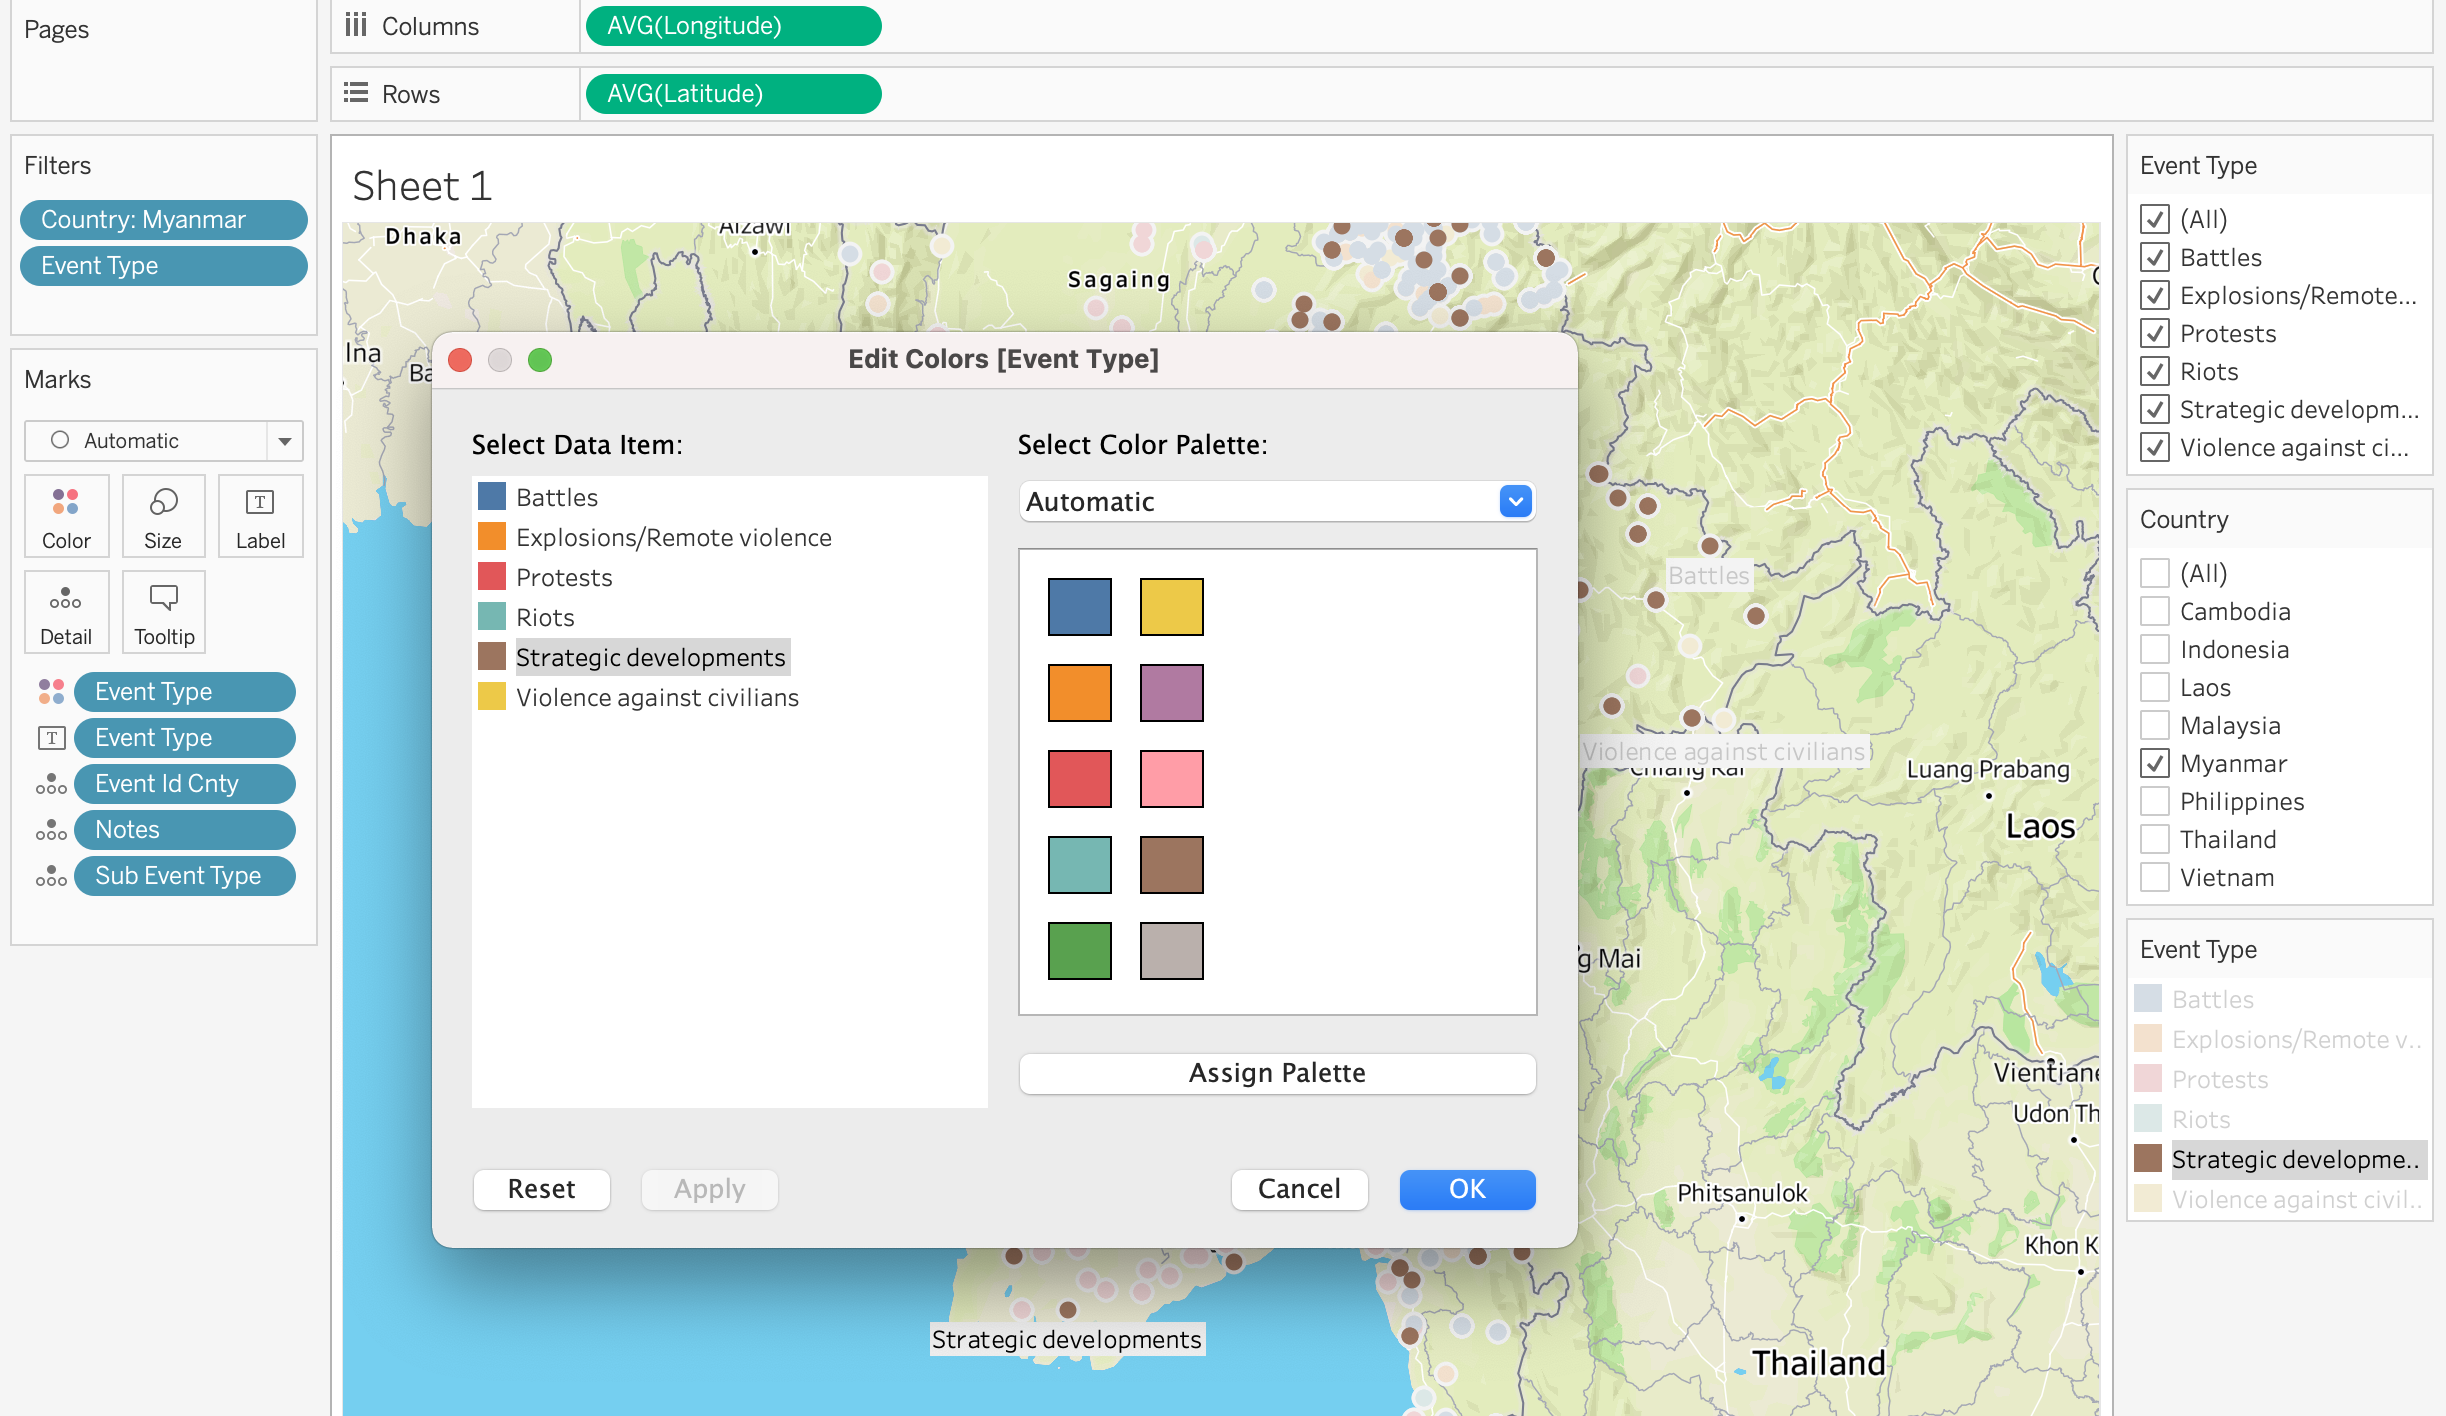 Pages
Columns
AVG(Longitude)
Rows
AVG(Latitude)
Filters
Country: Myanmar
Event Type
Marks
Automatic
Color
Size
T
Label
Detail
Tooltip
Event Type
T
Event Type
Event Id Cnty
Notes
Sub Event Type
Sheet 1
Dhaka
Aizawl
Sagaing
Ba
Edit Colors [Event Type]
Select Data Item:
Battles
Explosions/Remote violence
Protests
Riots
Strategic developments
Violence against civilians
Select Color Palette:
Automatic
Assign Palette
Reset
Apply
Cancel
OK
Battles
Violence against civilians
Chiang Rai
Luang Prabang
Laos
g Mai
Vientiane
Udon Th
Phitsanulok
Khon K
Strategic developments
Thailand
Event Type
(All)
Battles
Explosions/Remote...
Protests
Riots
Strategic developm...
Violence against ci...
Country
(All)
Cambodia
Indonesia
Laos
Malaysia
Myanmar
Philippines
Thailand
Vietnam
Event Type
Battles
Explosions/Remote v..
Protests
Riots
Strategic developme..
Violence against civil..